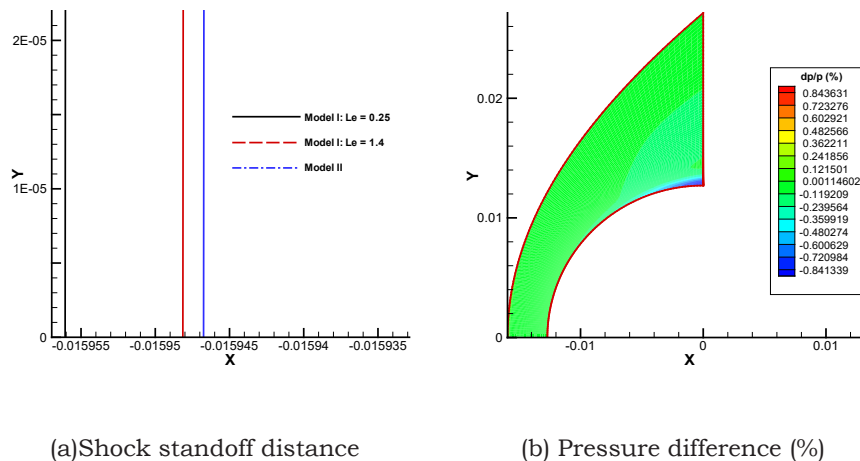 2E-05
1E-05
0
Y
Model I: Le = 0.25
Model I: Le = 1.4
Model II
-0.015955 -0.01595 -0.015945 -0.01594 -0.015935
X
0.02
0.01
0
Y
-0.01 0 0.01
X
dp/p (%)
0.843631
0.723276
0.602921
0.482566
0.362211
0.241856
0.121501
0.00114602
-0.119209
-0.239564
-0.359919
-0.480274
-0.600629
-0.720984
-0.841339
(a)Shock standoff distance
(b) Pressure difference (%)